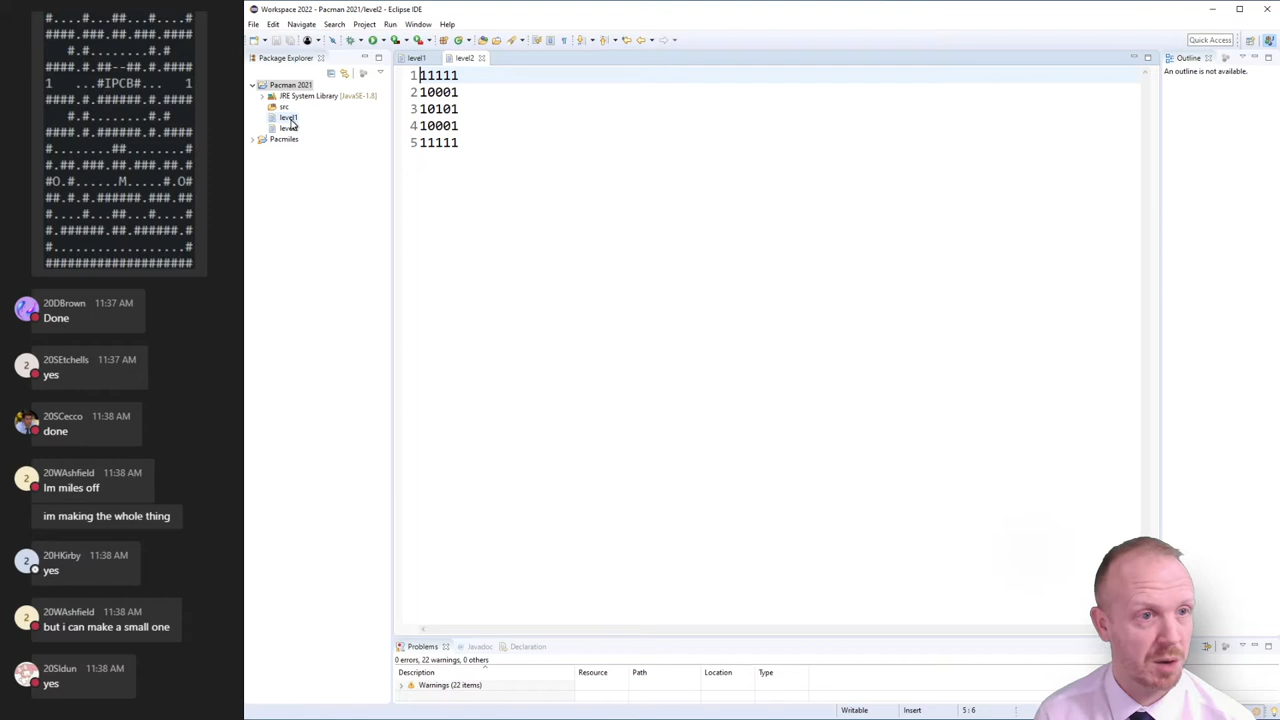 #....#...##...#....#
####.###.##.###.####
#.#..........#.#
####.#.##--##.#.####
1 .. #ITPCB#... 1
####.#.######.#.####
#.#..........#.#
####.#.######.#.####
#........##........#
#.##.###.##.###.##.#
#O.#......M.....#.O#
##.#.#.######.#.#.##
#....#...##...#....#
#.######.##.######.#
#..................#
####################
20DBrown 11:37 AM
Done
20SEtchells 11:37 AM
yes
20SCecco 11:38 AM
done
20WAshfield 11:38 AM
Im miles off
im making the whole thing
20HKirby 11:38 AM
yes
20WAshfield 11:38 AM
but i can make a small one
11:38 AM
yes
Workspace 2022 - Pacman 2021/level2 - Eclipse IDE
File Edit Navigate Search Project Run Window Help
Quick Access
Package Explorer
Pacman 2021
JRE System Library [JavaSE-1.8]
src
level1
level2
Pacmiles
level1 level2
1 11111
2 10001
3 10101
4 10001
5 11111
Outline
An outline is not available.
Problems Javadoc Declaration
0 errors, 22 warnings, 0 others
Description Resource Path Location Type
Warnings (22 items)
Writable Insert 5 : 6